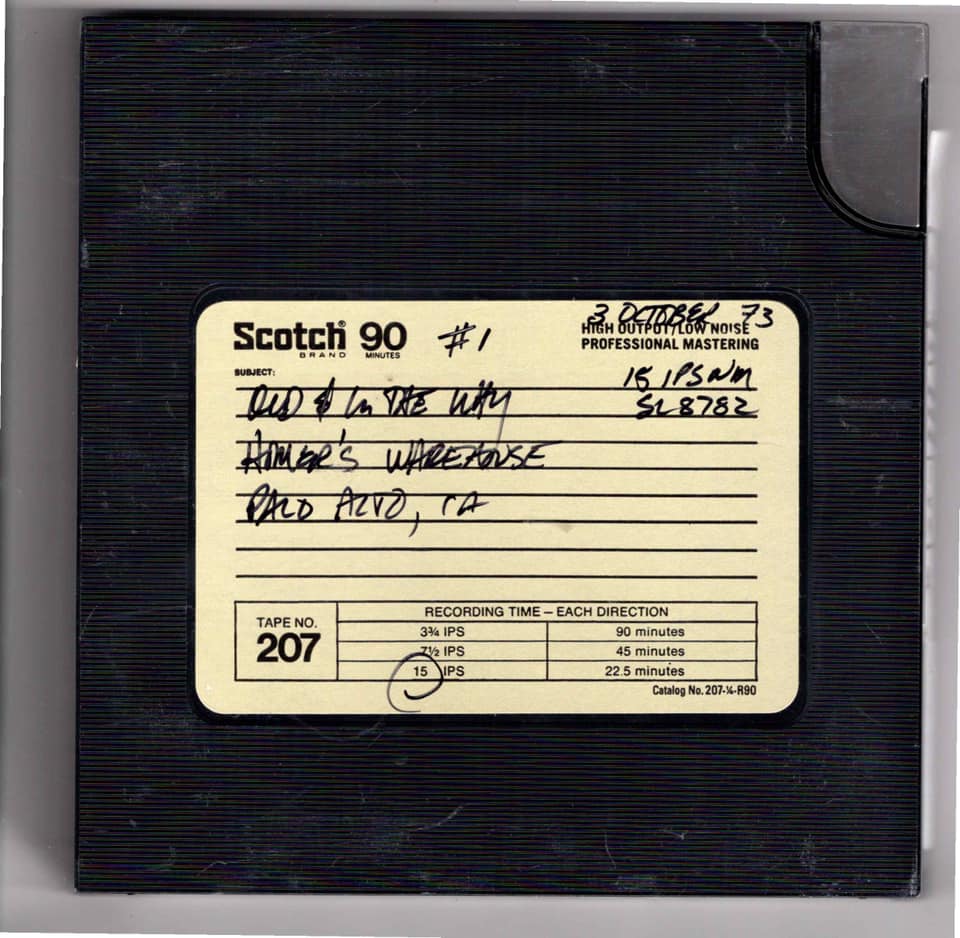 3 OCTOBER 73
Scotch® 90 #1
BRAND MINUTES
HIGH OUTPUT/LOW NOISE
PROFESSIONAL MASTERING
SUBJECT:
15 IPS
OLD & IN THE WAY
SL8782
HOMER'S WAREHOUSE
PALO ALTO, CA
TAPE NO.
207
RECORDING TIME – EACH DIRECTION
3¾ IPS 90 minutes
7½ IPS 45 minutes
15 IPS 22.5 minutes
Catalog No. 207-¼-R90